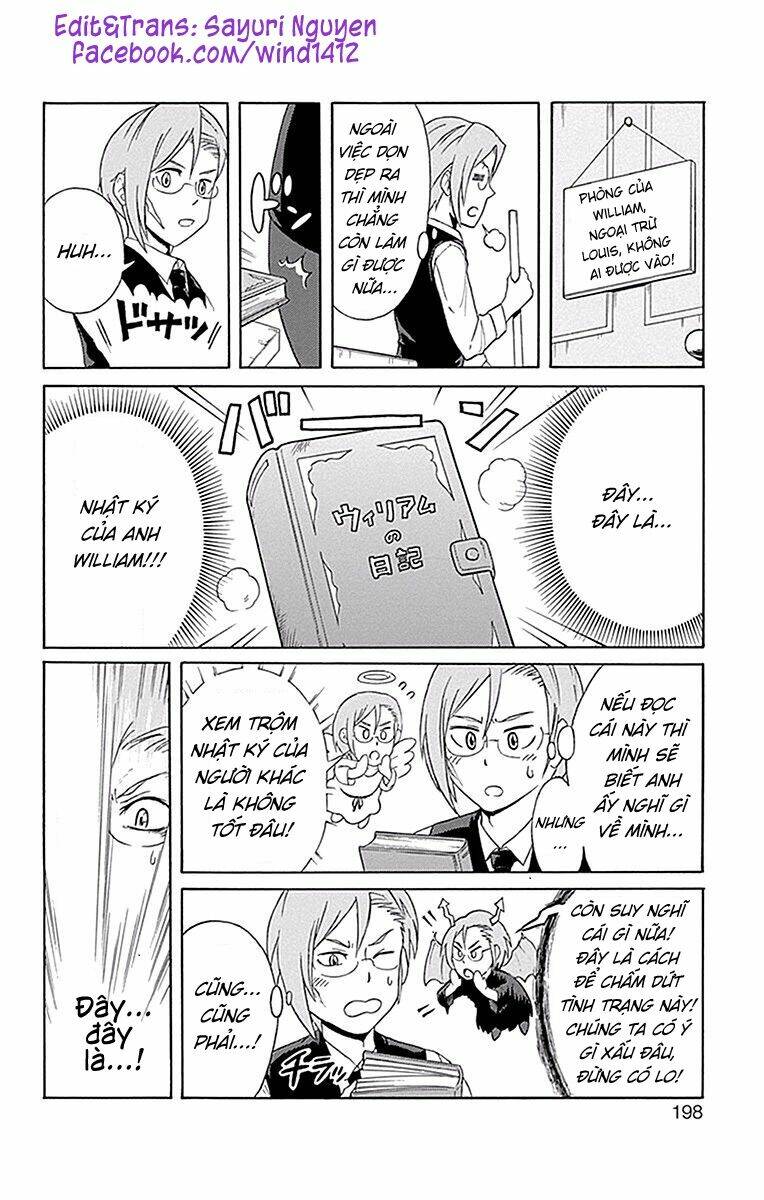 Edit&Trans: Sayuri Nguyen
facebook.com/wind1412
PHÒNG CỦA
WILLIAM,
NGOẠI TRỪ
LOUIS, KHÔNG
AI ĐƯỢC VÀO!
NGOÀI
VIỆC DỌN
DẸP RA
THÌ MÌNH
CHẲNG
CÒN LÀM
GÌ ĐƯỢC
NỮA...
HUH...
ドサッ
ĐÂY...
ĐÂY LÀ...
ウィリアム
の
日記
NHẬT KÝ
CỦA ANH
WILLIAM!!!
NẾU ĐỌC
CÁI NÀY THÌ
MÌNH SẼ
BIẾT ANH
ẤY NGHĨ GÌ
VỀ MÌNH...
NHƯNG
...
XEM TRỘM
NHẬT KÝ CỦA
NGƯỜI KHÁC
LÀ KHÔNG
TỐT ĐÂU!
CÒN SUY NGHĨ
CÁI GÌ NỮA!
ĐÂY LÀ CÁCH
ĐỂ CHẤM DỨT
TÌNH TRẠNG NÀY!
CHÚNG TA CÓ Ý
GÌ XẤU ĐÂU,
ĐỪNG CÓ LO!
CŨNG...
CŨNG
PHẢI...!
チラッ
Đây...
đây
là...!
198